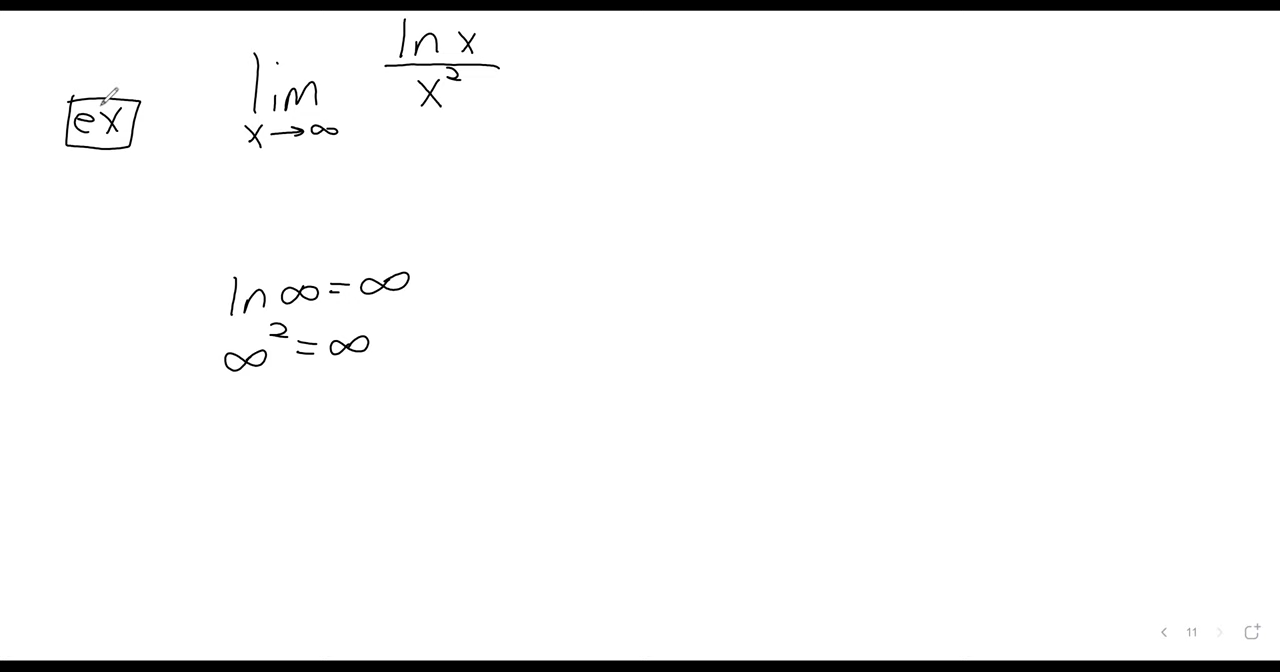 ex
lim x→∞ ln x / x²
ln ∞ = ∞
∞² = ∞
< 11 >